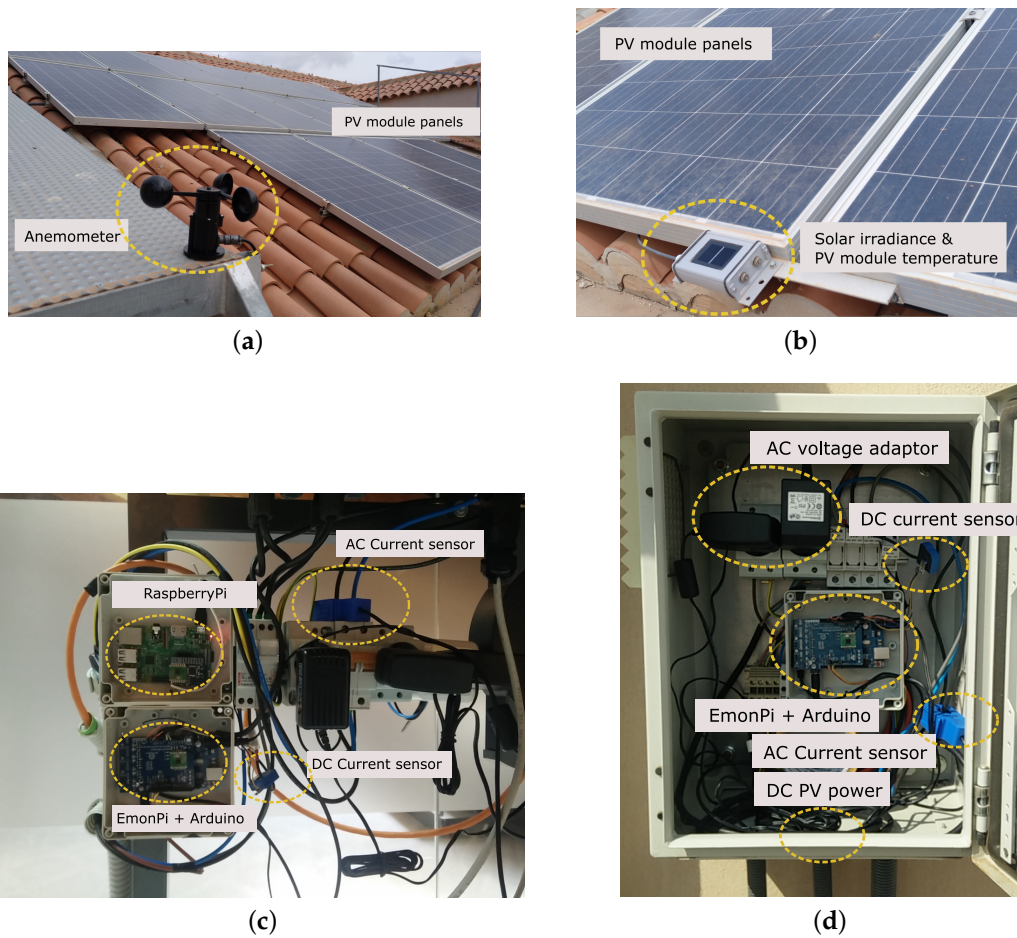 PV module panels
Anemometer
(a)
PV module panels
Solar irradiance &
PV module temperature
(b)
AC Current sensor
RaspberryPi
DC Current sensor
EmonPi + Arduino
(c)
AC voltage adaptor
DC current sensor
EmonPi + Arduino
AC Current sensor
DC PV power
(d)